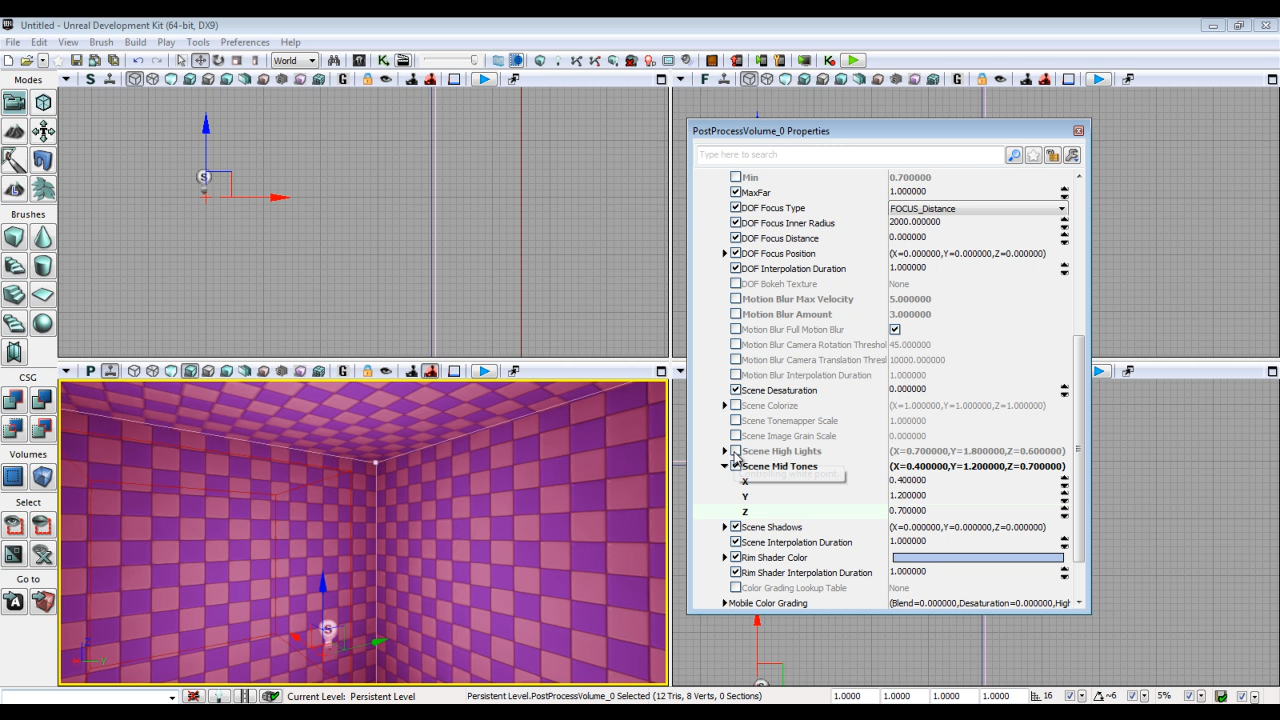 Untitled - Unreal Development Kit (64-bit, DX9)
File Edit View Brush Build Play Tools Preferences Help
World
Modes
S
G
F
G
PostProcessVolume_0 Properties
Type here to search
Min 0.700000
MaxFar 1.000000
DOF Focus Type FOCUS_Distance
DOF Focus Inner Radius 2000.000000
DOF Focus Distance 0.000000
DOF Focus Position (X=0.000000,Y=0.000000,Z=0.000000)
DOF Interpolation Duration 1.000000
DOF Bokeh Texture None
Motion Blur Max Velocity 5.000000
Motion Blur Amount 3.000000
Motion Blur Full Motion Blur
Motion Blur Camera Rotation Threshol 45.000000
Motion Blur Camera Translation Thresl 10000.000000
Motion Blur Interpolation Duration 1.000000
Scene Desaturation 0.000000
Scene Colorize (X=1.000000,Y=1.000000,Z=1.000000)
Scene Tonemapper Scale 1.000000
Scene Image Grain Scale 0.000000
Scene High Lights (X=0.700000,Y=1.800000,Z=0.600000)
Scene Mid Tones (X=0.400000,Y=1.200000,Z=0.700000)
X 0.400000
Y 1.200000
Z 0.700000
Scene Shadows (X=0.000000,Y=0.000000,Z=0.000000)
Scene Interpolation Duration 1.000000
Rim Shader Color
Rim Shader Interpolation Duration 1.000000
Color Grading Lookup Table None
Mobile Color Grading (Blend=0.000000,Desaturation=0.000000,Higl
Brushes
CSG
Volumes
Select
Go to
P
G
S
Z
X Y
Current Level: Persistent Level
Persistent Level.PostProcessVolume_0 Selected (12 Tris, 8 Verts, 0 Sections)
1.0000 1.0000 1.0000 1.0000 16 ~6 5%